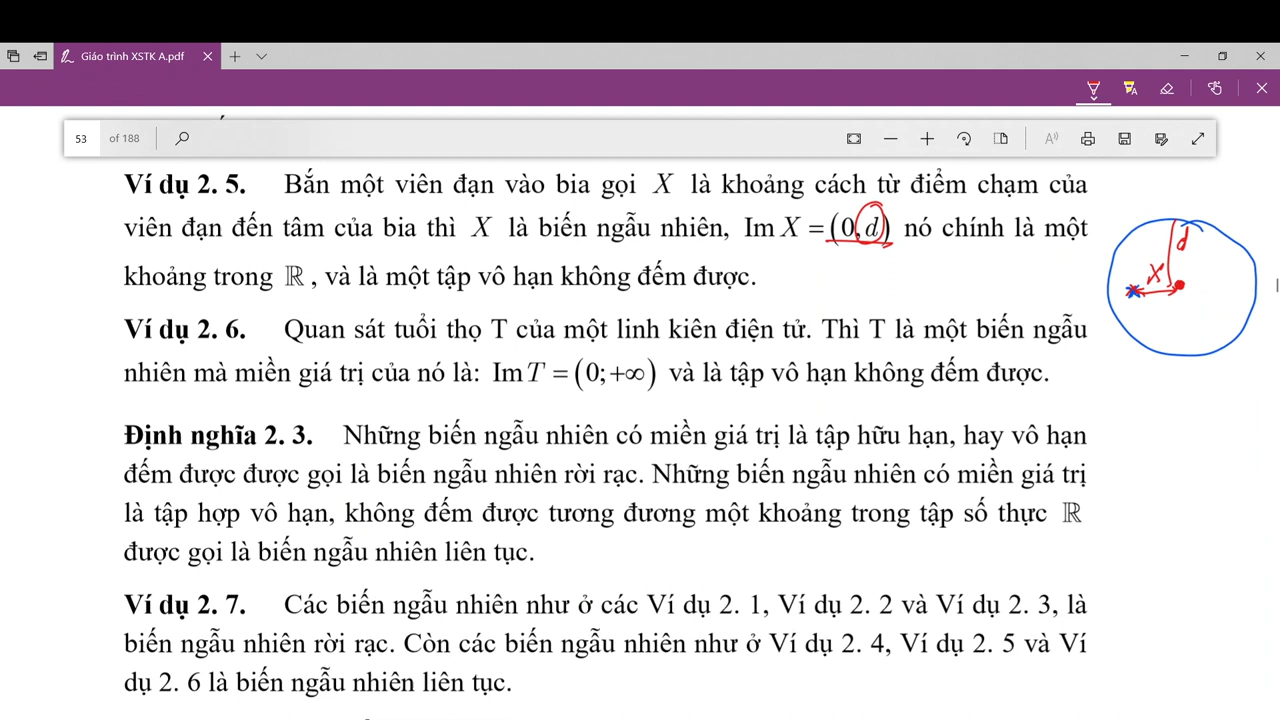 Giáo trình XSTK A.pdf
53 of 188
Ví dụ 2. 5. Bắn một viên đạn vào bia gọi X là khoảng cách từ điểm chạm của
viên đạn đến tâm của bia thì X là biến ngẫu nhiên, Im X = (0, d) nó chính là một
khoảng trong ℝ , và là một tập vô hạn không đếm được.
d
X
Ví dụ 2. 6. Quan sát tuổi thọ T của một linh kiên điện tử. Thì T là một biến ngẫu
nhiên mà miền giá trị của nó là: Im T = (0; +∞) và là tập vô hạn không đếm được.
Định nghĩa 2. 3. Những biến ngẫu nhiên có miền giá trị là tập hữu hạn, hay vô hạn
đếm được được gọi là biến ngẫu nhiên rời rạc. Những biến ngẫu nhiên có miền giá trị
là tập hợp vô hạn, không đếm được tương đương một khoảng trong tập số thực ℝ
được gọi là biến ngẫu nhiên liên tục.
Ví dụ 2. 7. Các biến ngẫu nhiên như ở các Ví dụ 2. 1, Ví dụ 2. 2 và Ví dụ 2. 3, là
biến ngẫu nhiên rời rạc. Còn các biến ngẫu nhiên như ở Ví dụ 2. 4, Ví dụ 2. 5 và Ví
dụ 2. 6 là biến ngẫu nhiên liên tục.